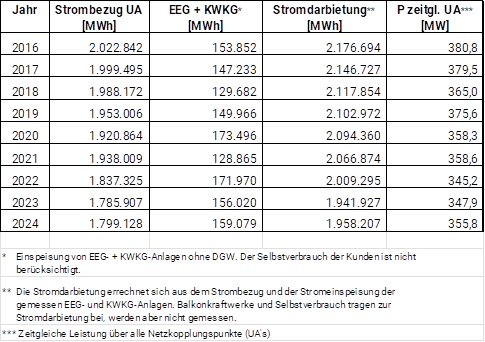 Jahr Strombezug UA [MWh] EEG + KWKG* [MWh] Stromdarbietung** [MWh] P zeitgl. UA*** [MW]
2016 2.022.842 153.852 2.176.694 380,8
2017 1.999.495 147.233 2.146.727 379,5
2018 1.988.172 129.682 2.117.854 365,0
2019 1.953.006 149.966 2.102.972 375,6
2020 1.920.864 173.496 2.094.360 358,3
2021 1.938.009 128.865 2.066.874 358,6
2022 1.837.325 171.970 2.009.295 345,2
2023 1.785.907 156.020 1.941.927 347,9
2024 1.799.128 159.079 1.958.207 355,8
* Einspeisung von EEG- + KWKG-Anlagen ohne DGW. Der Selbstverbrauch der Kunden ist nicht
berücksichtigt.
** Die Stromdarbietung errechnet sich aus dem Strombezug und der Stromeinspeisung der
gemessen EEG- und KWKG-Anlagen. Balkonkraftwerke und Selbstverbrauch tragen zur
Stromdarbietung bei, werden aber nicht gemessen.
*** Zeitgleiche Leistung über alle Netzkopplungspunkte (UA's)